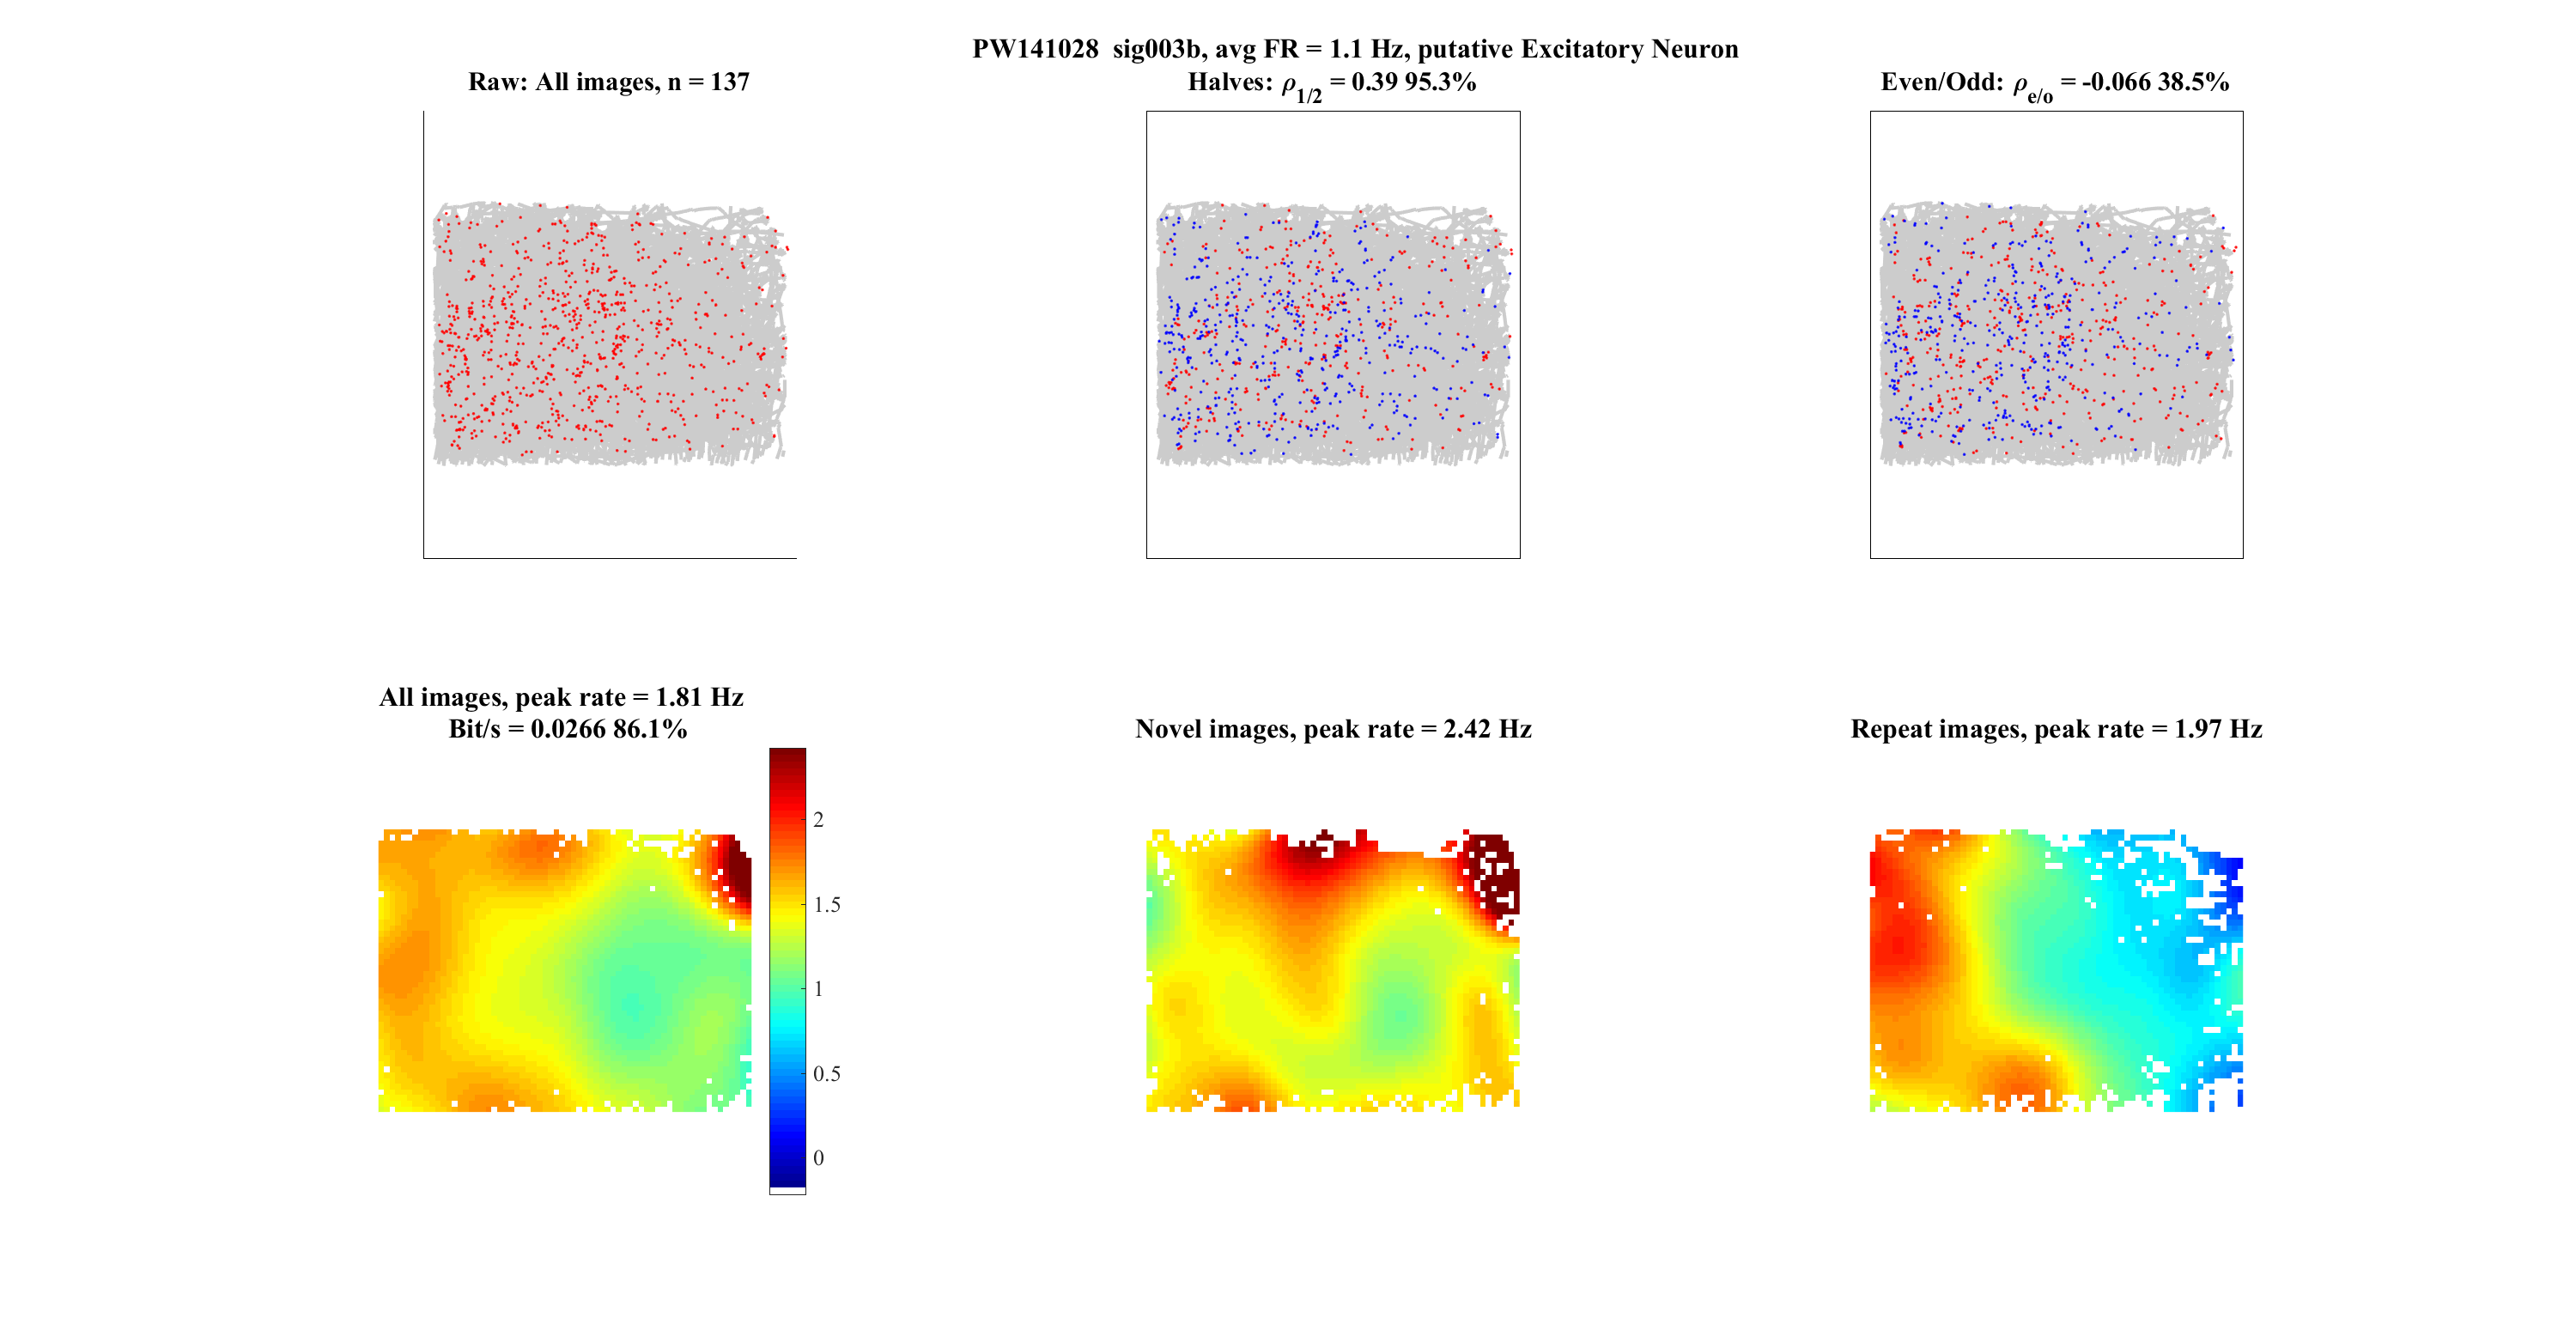 PW141028  sig003b, avg FR = 1.1 Hz, putative Excitatory Neuron
Raw: All images, n = 137
Halves: ρ1/2 = 0.39 95.3%
Even/Odd: ρe/o = -0.066 38.5%
All images, peak rate = 1.81 Hz
Bit/s = 0.0266 86.1%
Novel images, peak rate = 2.42 Hz
Repeat images, peak rate = 1.97 Hz
2
1.5
1
0.5
0